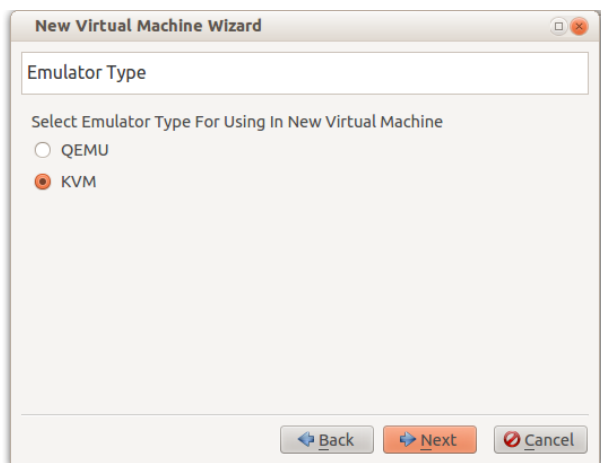 New Virtual Machine Wizard
Emulator Type
Select Emulator Type For Using In New Virtual Machine
QEMU
KVM
Back Next Cancel